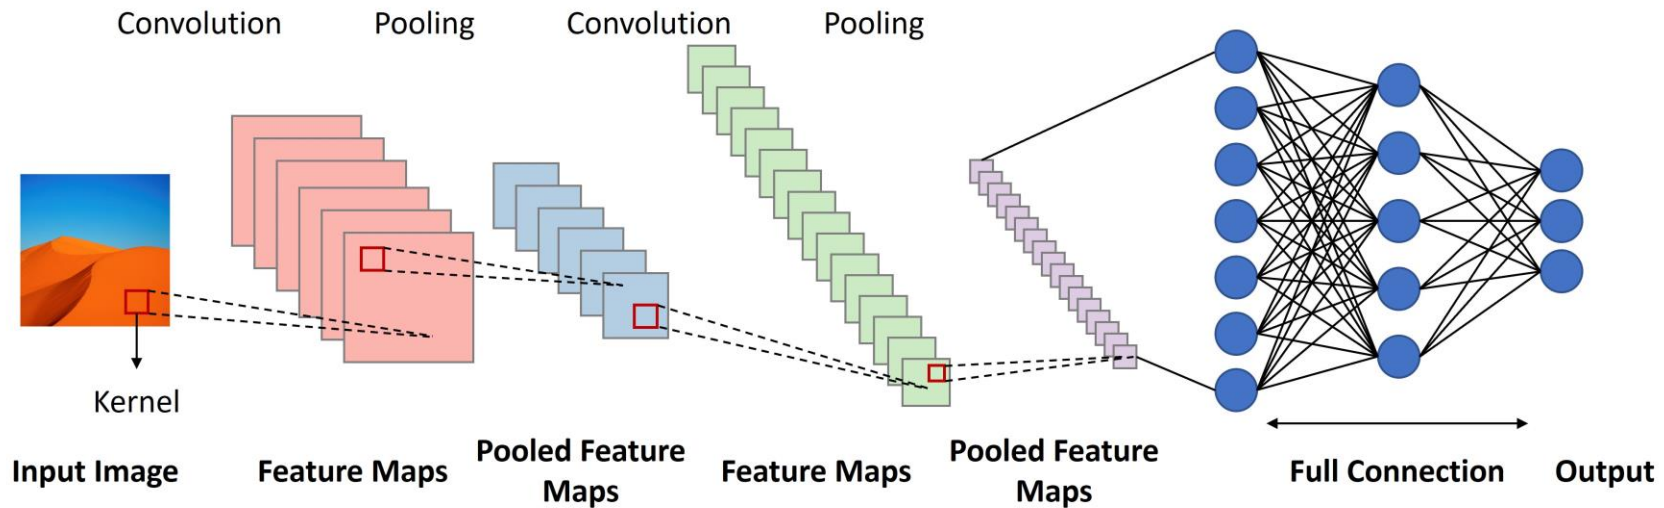 Convolution
Pooling
Convolution
Pooling
Kernel
Input Image
Feature Maps
Pooled Feature
Maps
Feature Maps
Pooled Feature
Maps
Full Connection
Output